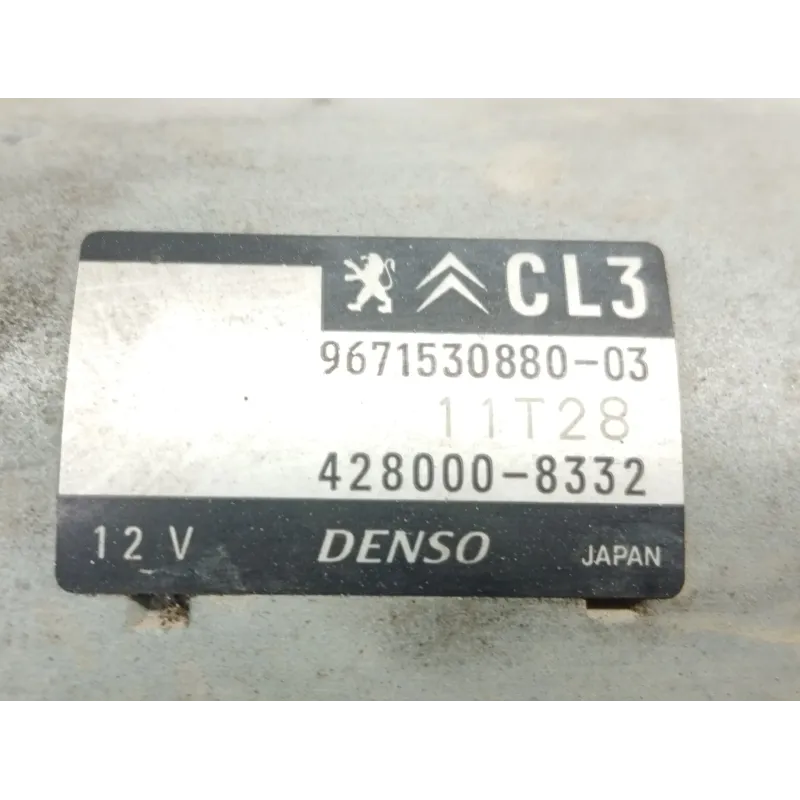 CL3
9671530880-03
11T28
428000-8332
12 V DENSO JAPAN